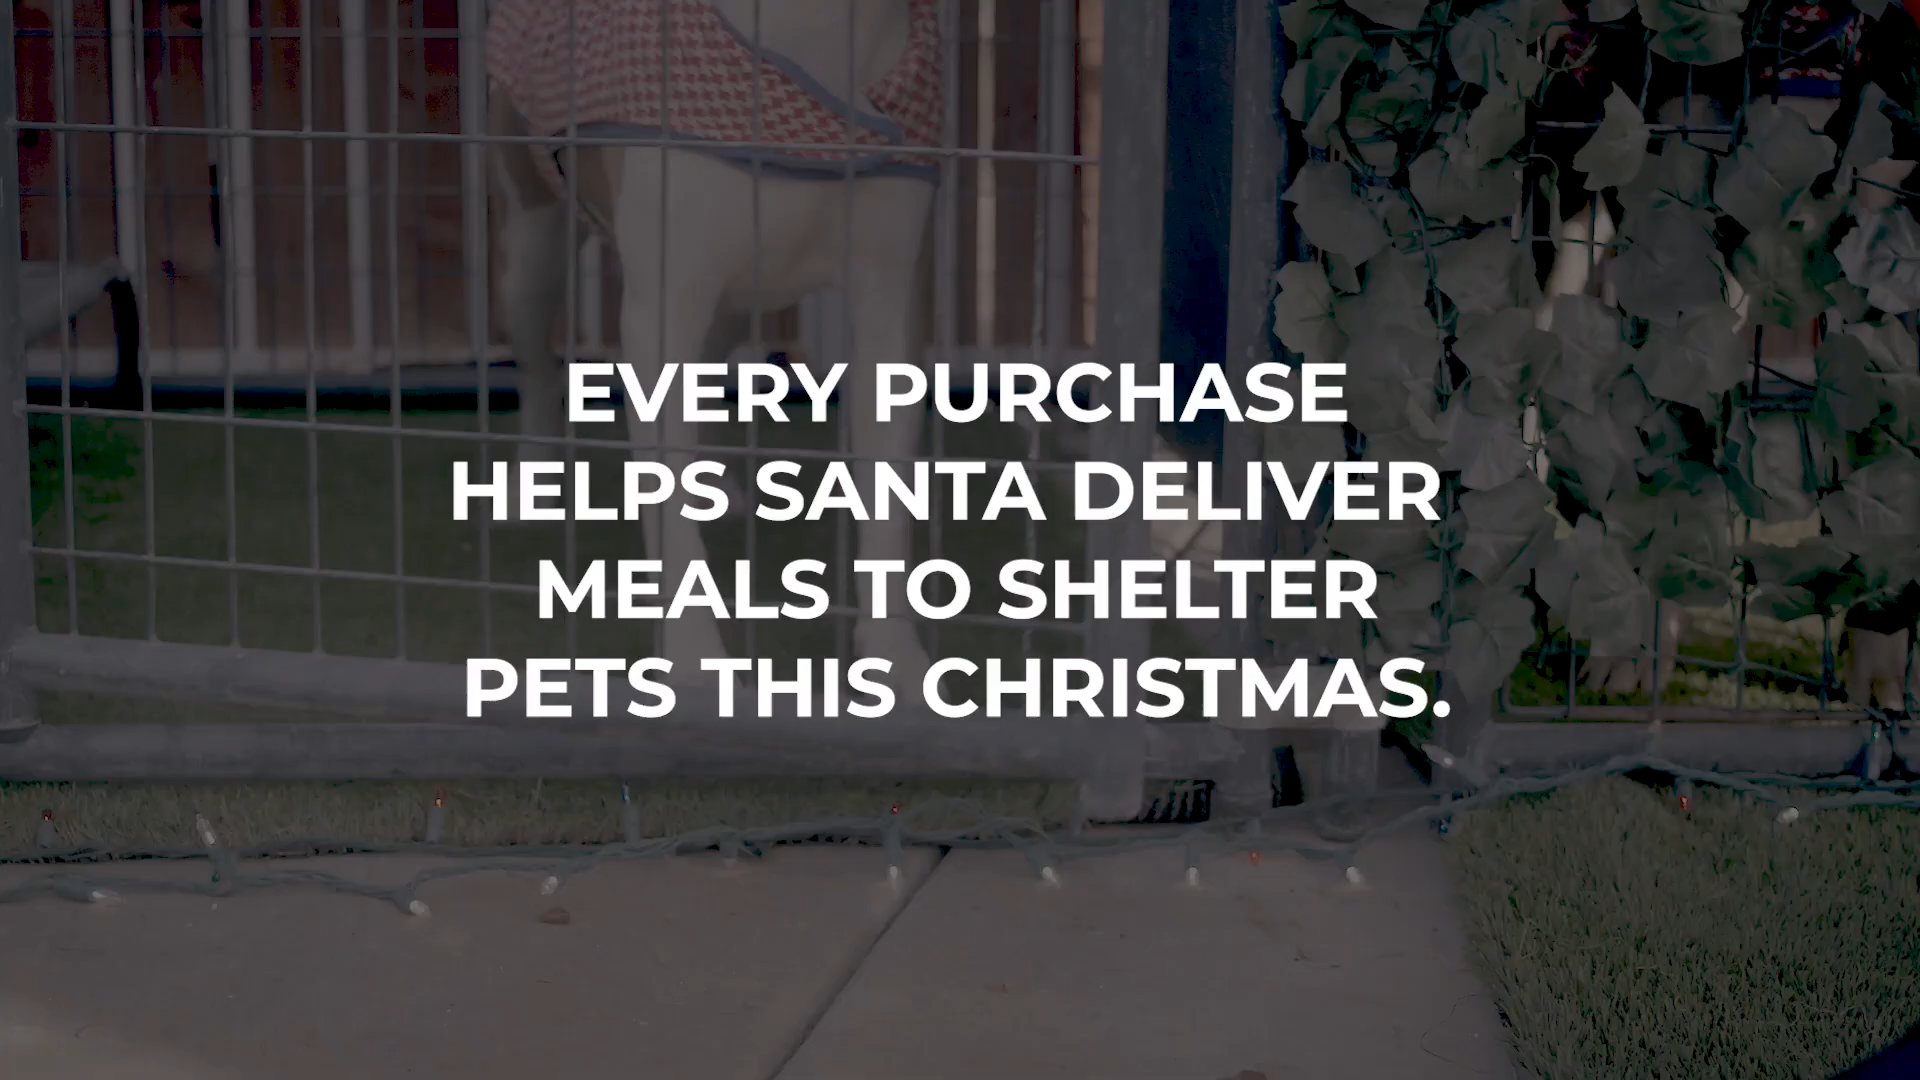 EVERY PURCHASE
HELPS SANTA DELIVER
MEALS TO SHELTER
PETS THIS CHRISTMAS.